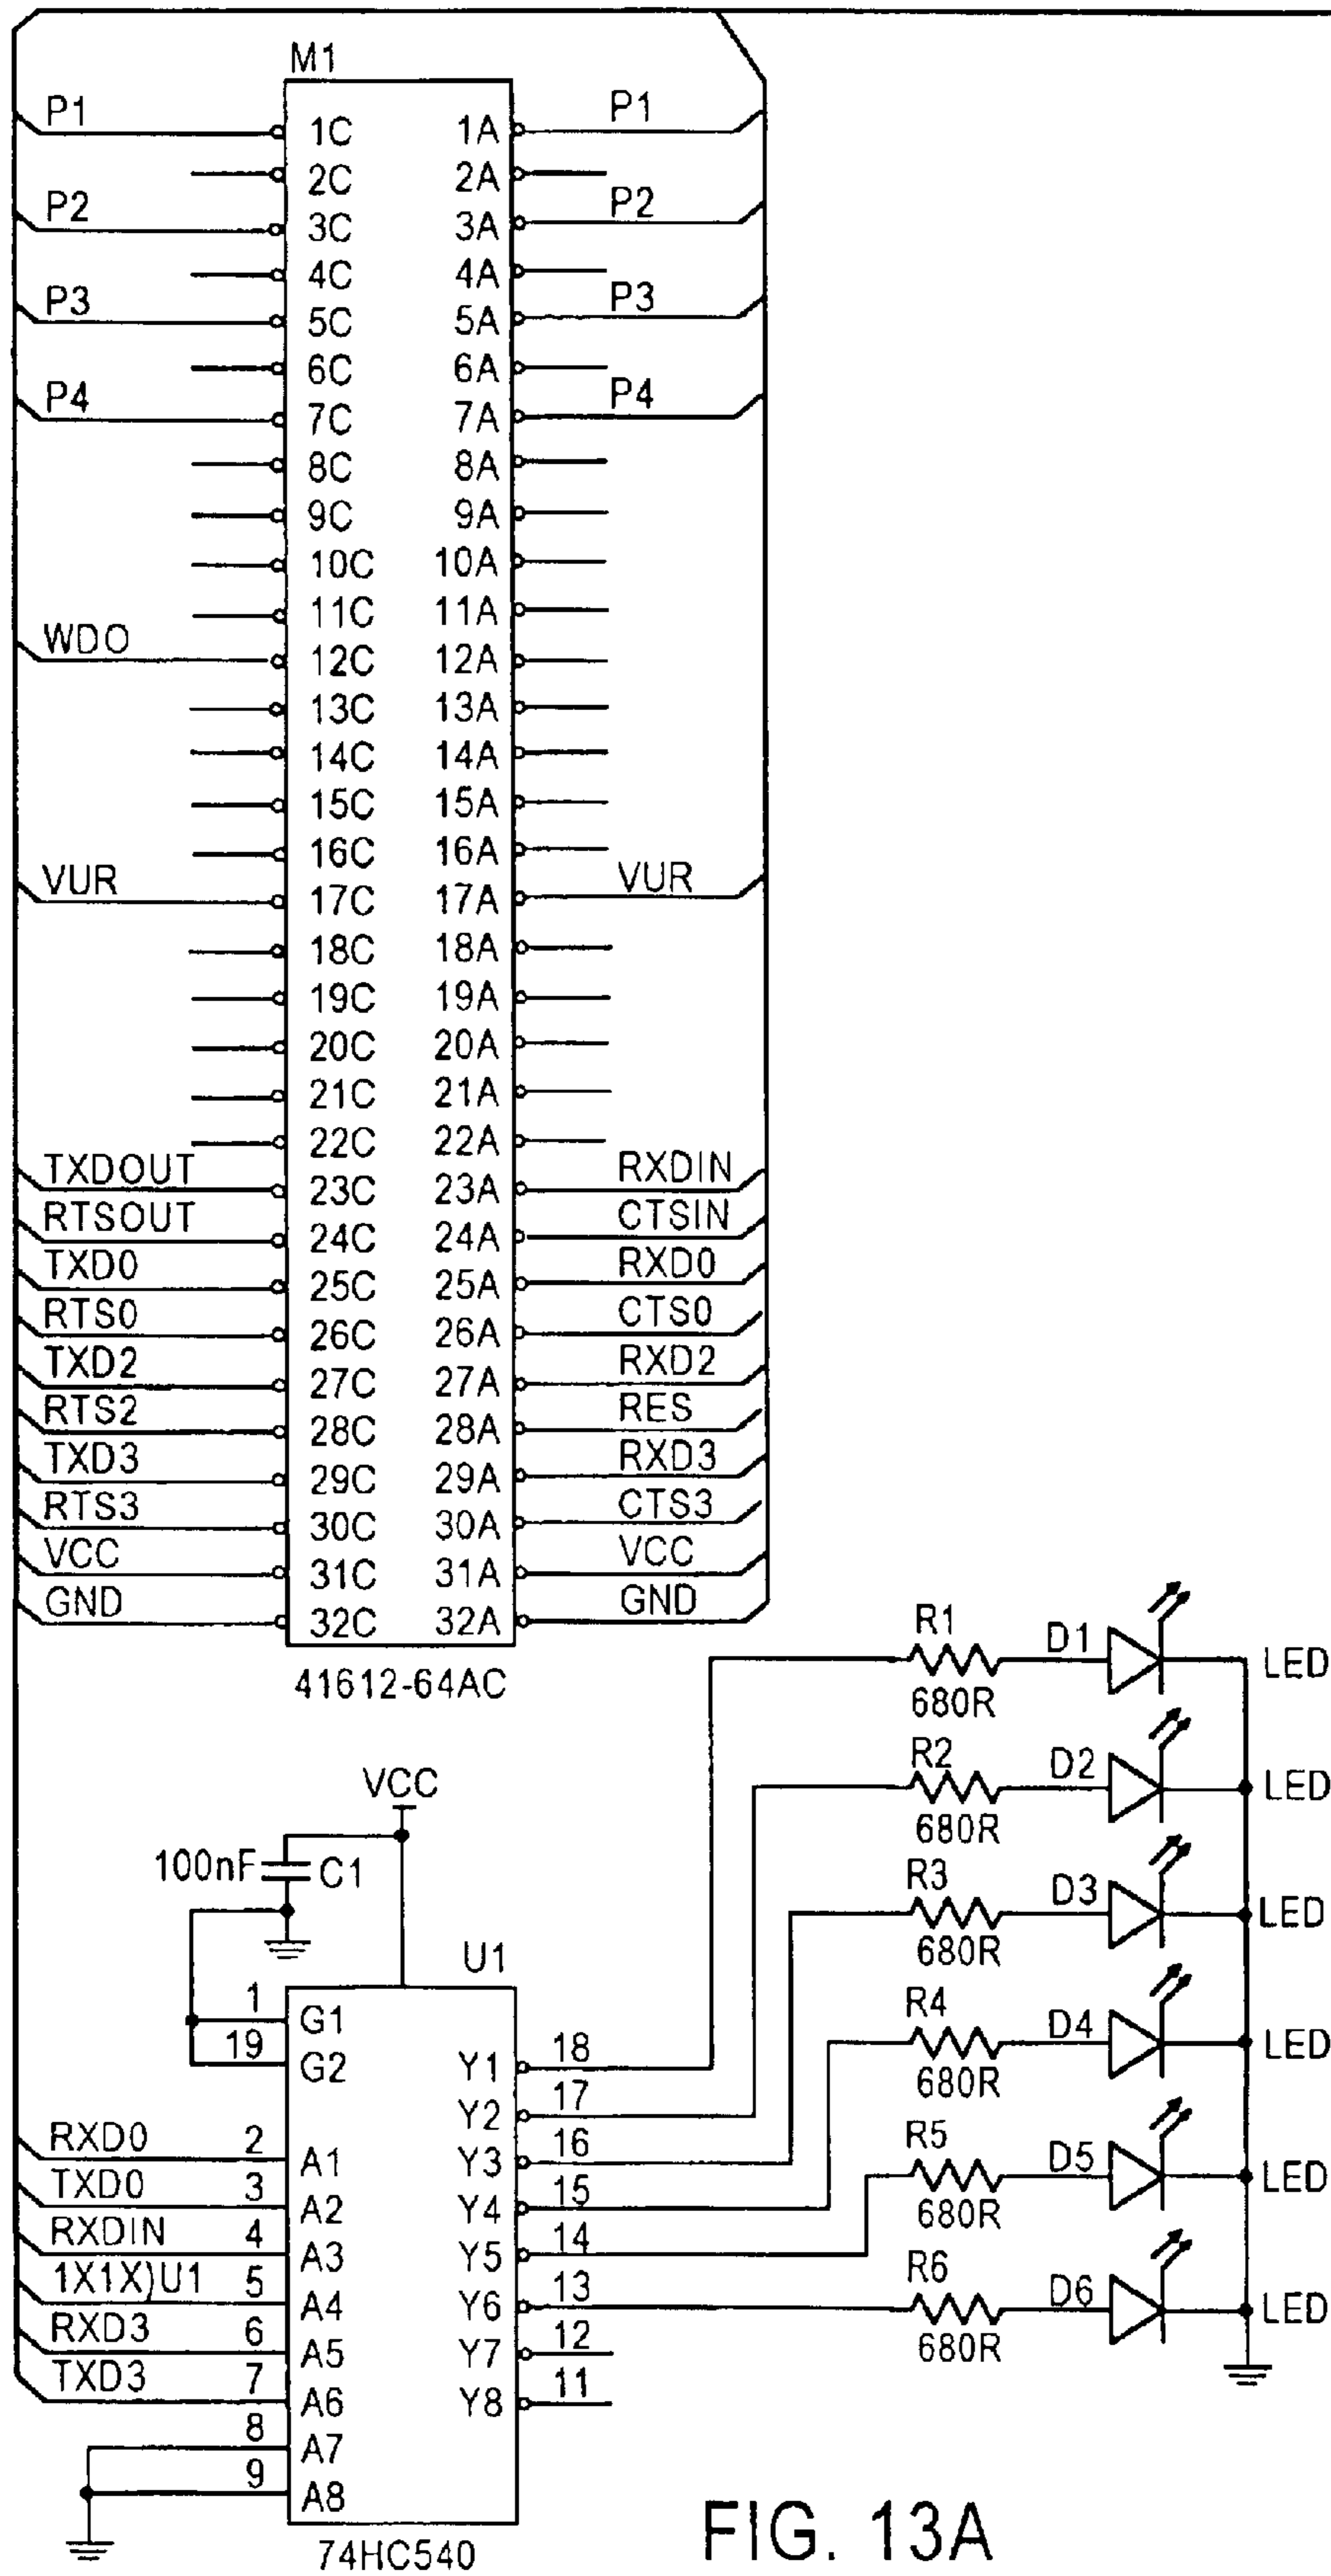 M1
P1 1C 1A P1
2C 2A
P2 3C 3A P2
4C 4A
P3 5C 5A P3
6C 6A
P4 7C 7A P4
8C 8A
9C 9A
10C 10A
11C 11A
WDO 12C 12A
13C 13A
14C 14A
15C 15A
16C 16A
VUR 17C 17A VUR
18C 18A
19C 19A
20C 20A
21C 21A
22C 22A
TXDOUT 23C 23A RXDIN
RTSOUT 24C 24A CTSIN
TXD0 25C 25A RXD0
RTS0 26C 26A CTS0
TXD2 27C 27A RXD2
RTS2 28C 28A RES
TXD3 29C 29A RXD3
RTS3 30C 30A CTS3
VCC 31C 31A VCC
GND 32C 32A GND
41612-64AC
R1 D1 LED
680R
R2 D2 LED
680R
R3 D3 LED
680R
R4 D4 LED
680R
R5 D5 LED
680R
R6 D6 LED
680R
VCC
100nF C1
U1
1 G1
19 G2
Y1 18
Y2 17
RXD0 2 A1 Y3 16
TXD0 3 A2 Y4 15
RXDIN 4 A3 Y5 14
1X1X)U1 5 A4 Y6 13
RXD3 6 A5 Y7 12
TXD3 7 A6 Y8 11
8 A7
9 A8
74HC540
FIG. 13A